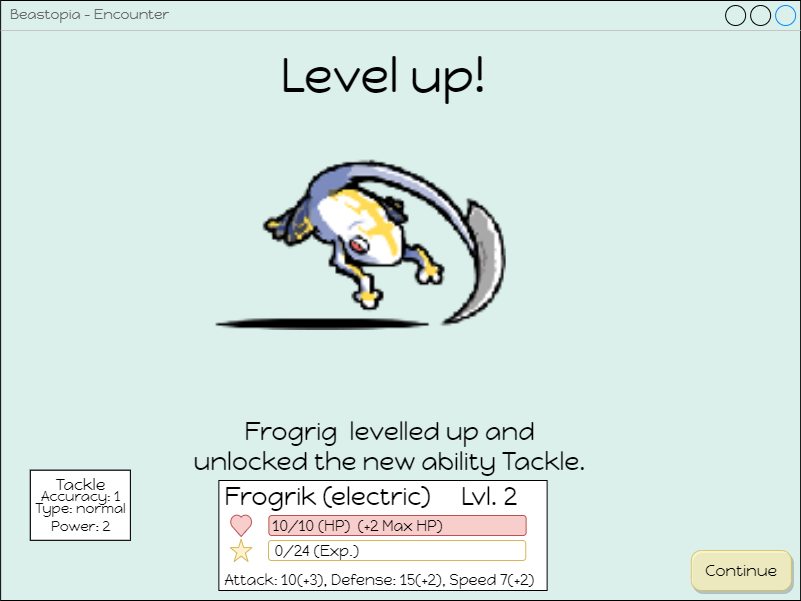 Beastopia - Encounter
Level up!
Frogrig levelled up and
unlocked the new ability Tackle.
Tackle
Accuracy: 1
Type: normal
Power: 2
Frogrik (electric) Lvl. 2
10/10 (HP) (+2 Max HP)
0/24 (Exp.)
Attack: 10(+3), Defense: 15(+2), Speed 7(+2)
Continue